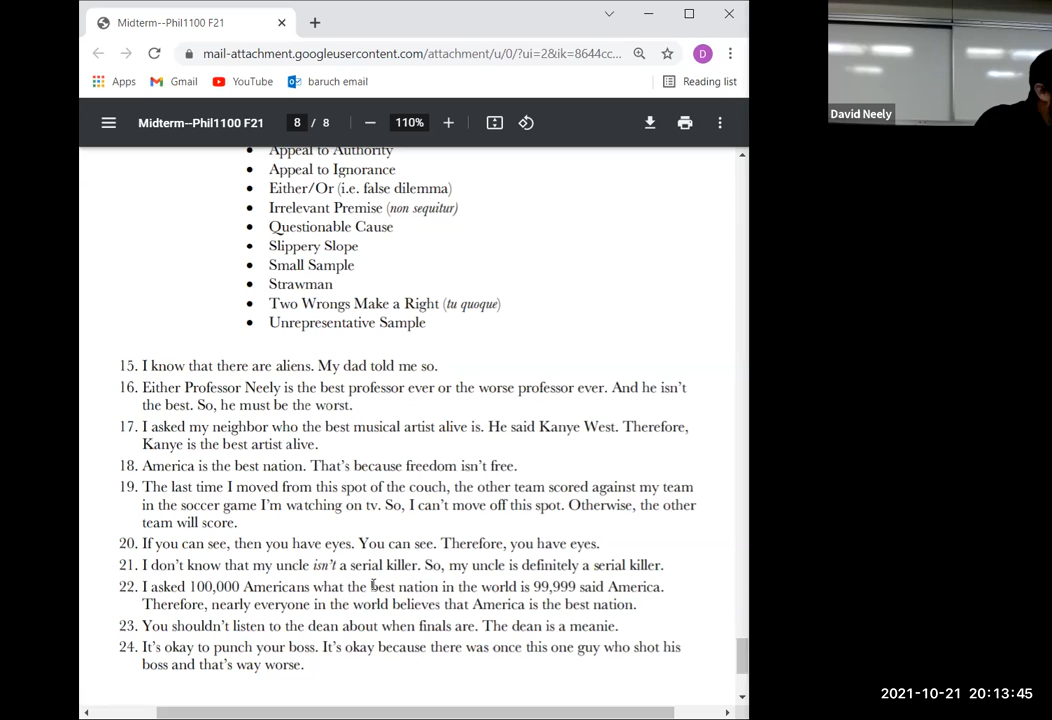 Midterm--Phil1100 F21
mail-attachment.googleusercontent.com/attachment/u/0/?ui=2&ik=8644cc...
D
Apps
Gmail
YouTube
baruch email
Reading list
Midterm--Phil1100 F21
8 / 8
110%
• Appeal to Authority
• Appeal to Ignorance
• Either/Or (i.e. false dilemma)
• Irrelevant Premise (non sequitur)
• Questionable Cause
• Slippery Slope
• Small Sample
• Strawman
• Two Wrongs Make a Right (tu quoque)
• Unrepresentative Sample
15. I know that there are aliens. My dad told me so.
16. Either Professor Neely is the best professor ever or the worse professor ever. And he isn't
the best. So, he must be the worst.
17. I asked my neighbor who the best musical artist alive is. He said Kanye West. Therefore,
Kanye is the best artist alive.
18. America is the best nation. That's because freedom isn't free.
19. The last time I moved from this spot of the couch, the other team scored against my team
in the soccer game I'm watching on tv. So, I can't move off this spot. Otherwise, the other
team will score.
20. If you can see, then you have eyes. You can see. Therefore, you have eyes.
21. I don't know that my uncle isn't a serial killer. So, my uncle is definitely a serial killer.
22. I asked 100,000 Americans what the best nation in the world is 99,999 said America.
Therefore, nearly everyone in the world believes that America is the best nation.
23. You shouldn't listen to the dean about when finals are. The dean is a meanie.
24. It's okay to punch your boss. It's okay because there was once this one guy who shot his
boss and that's way worse.
David Neely
2021-10-21 20:13:45